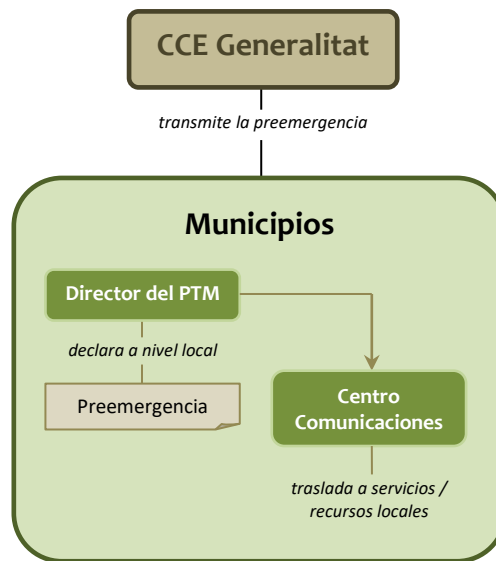 CCE Generalitat
transmite la preemergencia
Municipios
Director del PTM
declara a nivel local
Preemergencia
Centro
Comunicaciones
traslada a servicios /
recursos locales